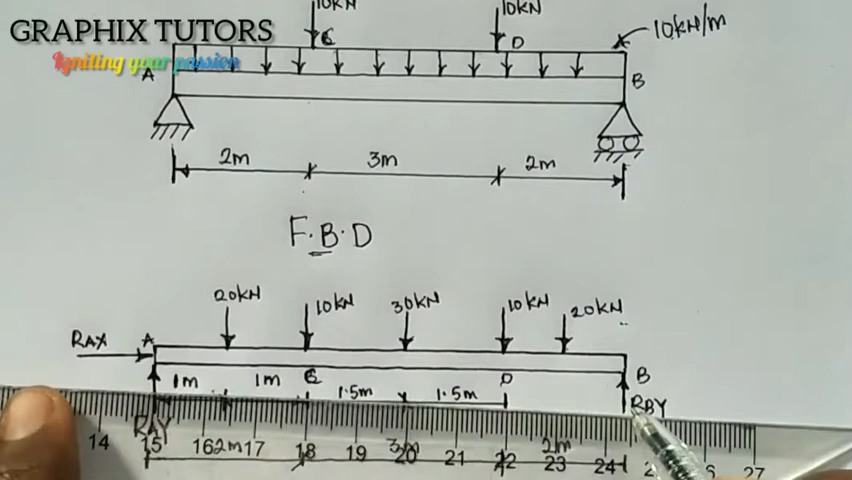 GRAPHIX TUTORS
Igniting your passion
10KN
10KN
10KN/m
C
D
A
B
2m
3m
2m
F.B.D
20KN
10KN
30KN
10KN
20KN
RAX
A
B
1m
1m
C
1.5m
1.5m
D
RAY
RBY
2m
3m
2m
14 15 16 17 18 19 20 21 22 23 24 27